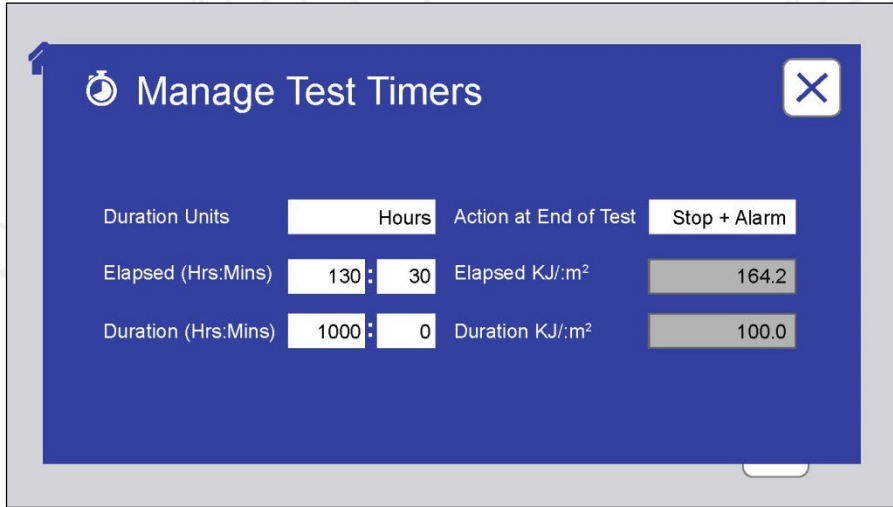 Manage Test Timers
Duration Units Hours Action at End of Test Stop + Alarm
Elapsed (Hrs:Mins) 130 : 30 Elapsed KJ/:m² 164.2
Duration (Hrs:Mins) 1000 : 0 Duration KJ/:m² 100.0